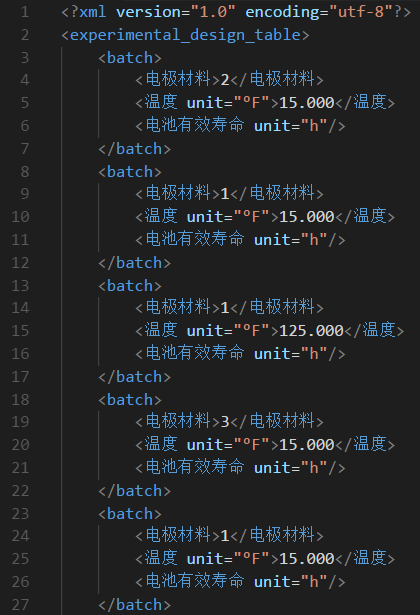 1 <?xml version="1.0" encoding="utf-8"?>
2 <experimental_design_table>
3 <batch>
4 <电极材料>2</电极材料>
5 <温度 unit="ºF">15.000</温度>
6 <电池有效寿命 unit="h"/>
7 </batch>
8 <batch>
9 <电极材料>1</电极材料>
10 <温度 unit="ºF">15.000</温度>
11 <电池有效寿命 unit="h"/>
12 </batch>
13 <batch>
14 <电极材料>1</电极材料>
15 <温度 unit="ºF">125.000</温度>
16 <电池有效寿命 unit="h"/>
17 </batch>
18 <batch>
19 <电极材料>3</电极材料>
20 <温度 unit="ºF">15.000</温度>
21 <电池有效寿命 unit="h"/>
22 </batch>
23 <batch>
24 <电极材料>1</电极材料>
25 <温度 unit="ºF">15.000</温度>
26 <电池有效寿命 unit="h"/>
27 </batch>